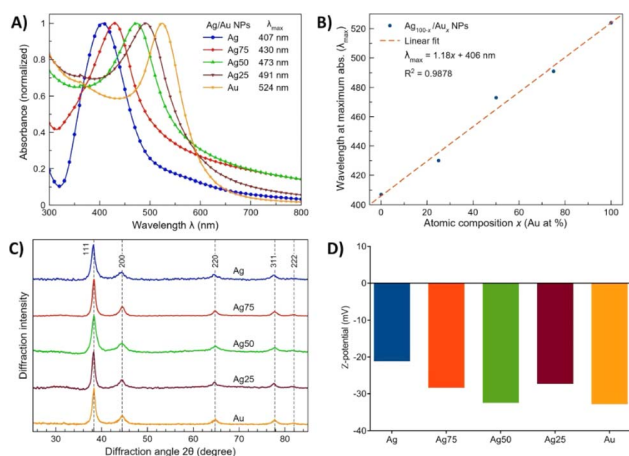 A)
Absorbance (normalized)
1
0.8
0.6
0.4
0.2
0
300 400 500 600 700 800
Wavelength λ (nm)
Ag/Au NPs λmax
Ag 407 nm
Ag75 430 nm
Ag50 473 nm
Ag25 491 nm
Au 524 nm
B)
Wavelength at maximum abs. (λmax)
520
500
480
460
440
420
400
0 20 40 60 80 100
Atomic composition x (Au at %)
Ag100-x/Aux NPs
Linear fit
λmax = 1.18x + 406 nm
R2 = 0.9878
C)
Diffraction intensity
111 200 220 311 222
Ag
Ag75
Ag50
Ag25
Au
30 40 50 60 70 80
Diffraction angle 2θ (degree)
D)
Z-potential (mV)
10
0
-10
-20
-30
-40
Ag Ag75 Ag50 Ag25 Au